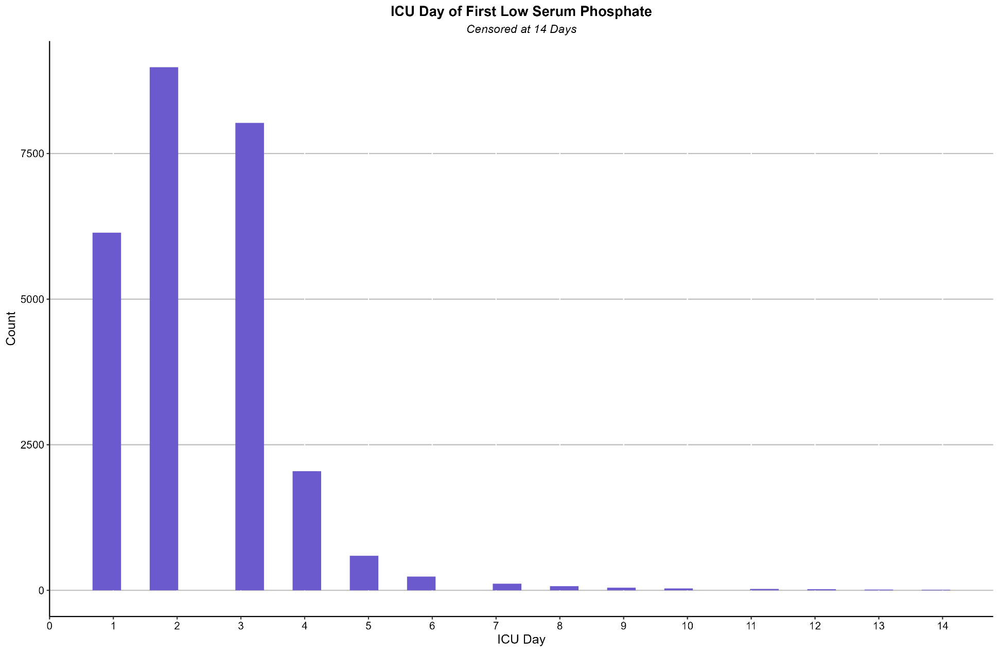 ICU Day of First Low Serum Phosphate
Censored at 14 Days
Count
7500
5000
2500
0
0 1 2 3 4 5 6 7 8 9 10 11 12 13 14
ICU Day